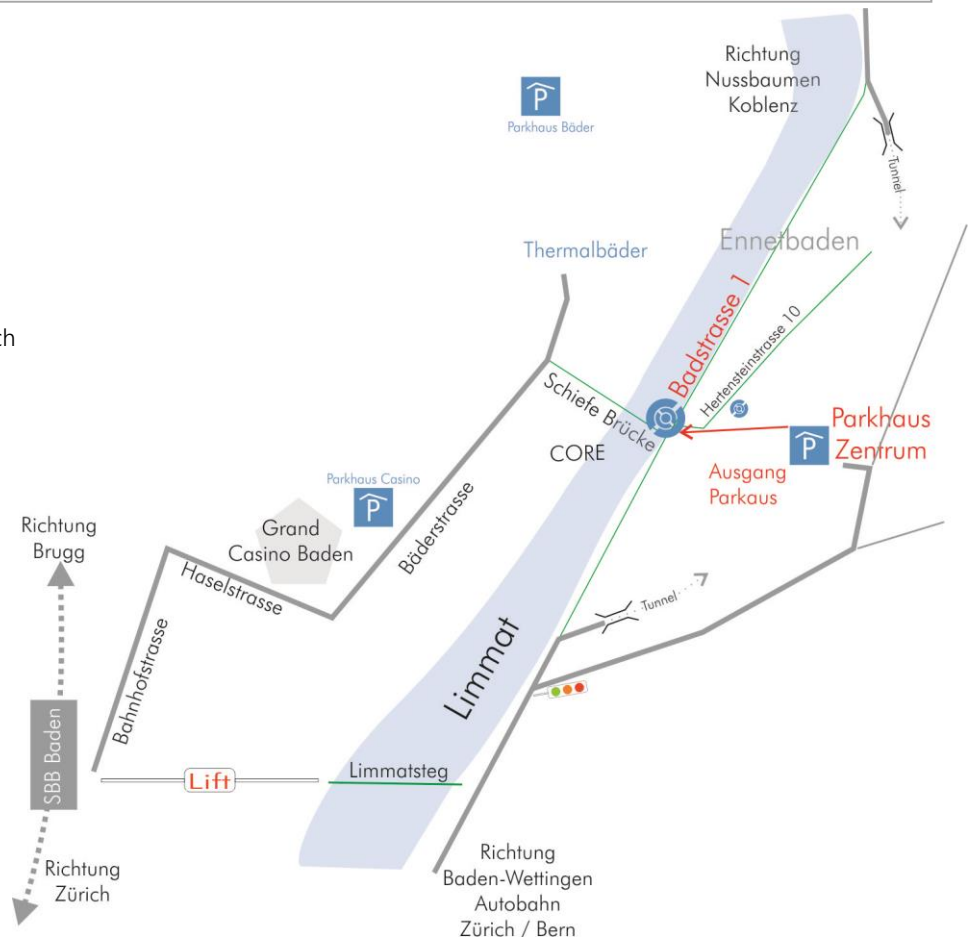 Richtung
Nussbaumen
Koblenz
P
Parkhaus Bäder
Tunnel
Ennetbaden
Thermalbäder
Badstrasse 1
Hertensteinstrasse 10
ch
Schiefe Brücke
CORE
Parkhaus
Zentrum
P
Ausgang
Parkaus
Parkhaus Casino
P
Grand
Casino Baden
Bäderstrasse
Richtung
Brugg
Haselstrasse
Tunnel
Bahnhofstrasse
Limmat
SBB Baden
Lift
Limmatsteg
Richtung
Zürich
Richtung
Baden-Wettingen
Autobahn
Zürich / Bern